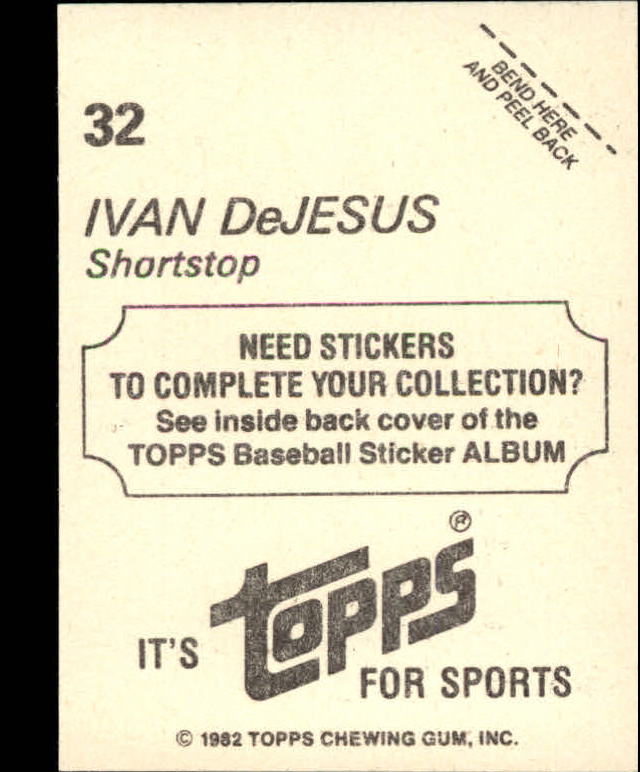 BEND HERE
AND PEEL BACK
32
IVAN DeJESUS
Shortstop
NEED STICKERS
TO COMPLETE YOUR COLLECTION?
See inside back cover of the
TOPPS Baseball Sticker ALBUM
IT'S topps® FOR SPORTS
© 1982 TOPPS CHEWING GUM, INC.